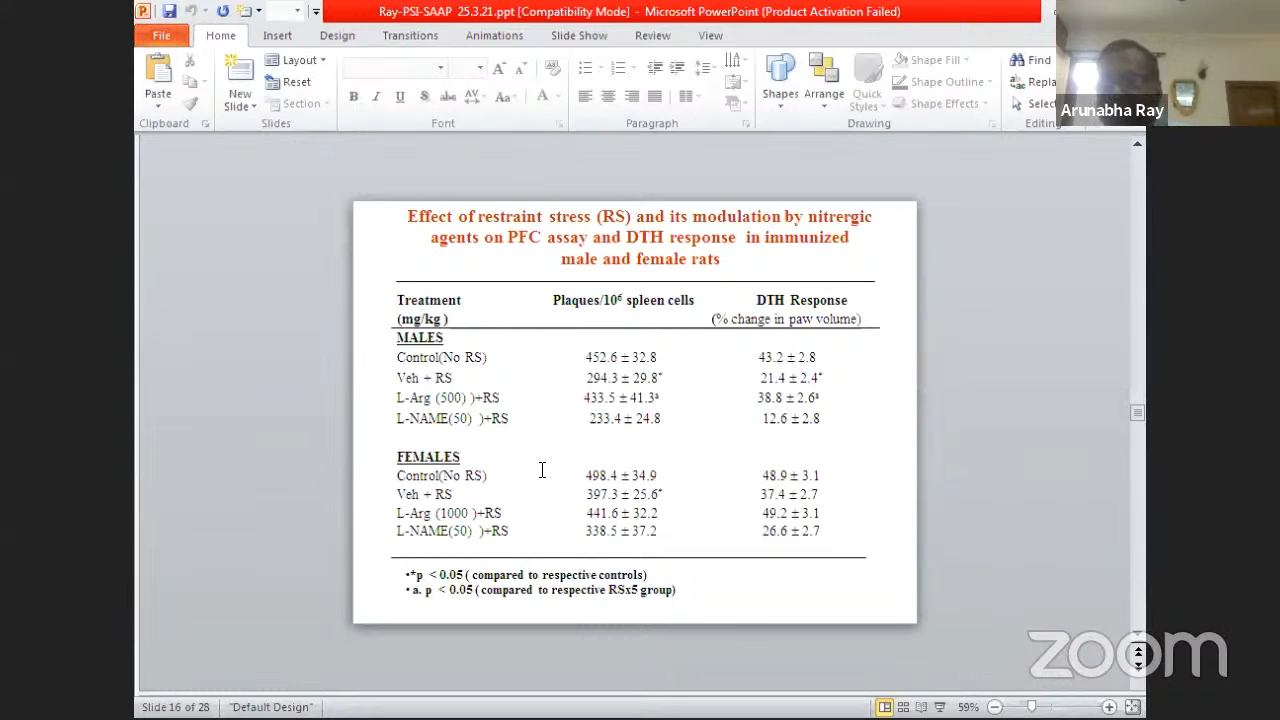 Ray-PSI-SAAP 25.3.21.ppt [Compatibility Mode] - Microsoft PowerPoint (Product Activation Failed)
File Home Insert Design Transitions Animations Slide Show Review View
Paste
New
Slide
Layout
Reset
Section
B I U S abc AV Aa A
Shapes Arrange Quick
Styles
Shape Fill
Shape Outline
Shape Effects
Find
Repla
Select
Clipboard Slides Font Paragraph Drawing Editing
Arunabha Ray
Effect of restraint stress (RS) and its modulation by nitrergic
agents on PFC assay and DTH response in immunized
male and female rats
Treatment Plaques/10⁶ spleen cells DTH Response
(mg/kg ) (% change in paw volume)
MALES
Control(No RS) 452.6 ± 32.8 43.2 ± 2.8
Veh + RS 294.3 ± 29.8* 21.4 ± 2.4*
L-Arg (500) )+RS 433.5 ± 41.3ᵃ 38.8 ± 2.6ᵃ
L-NAME(50) )+RS 233.4 ± 24.8 12.6 ± 2.8
FEMALES
Control(No RS) 498.4 ± 34.9 48.9 ± 3.1
Veh + RS 397.3 ± 25.6* 37.4 ± 2.7
L-Arg (1000 )+RS 441.6 ± 32.2 49.2 ± 3.1
L-NAME(50) )+RS 338.5 ± 37.2 26.6 ± 2.7
•*p < 0.05 ( compared to respective controls)
• a. p < 0.05 ( compared to respective RSx5 group)
zoom
Slide 16 of 28 "Default Design" 59%